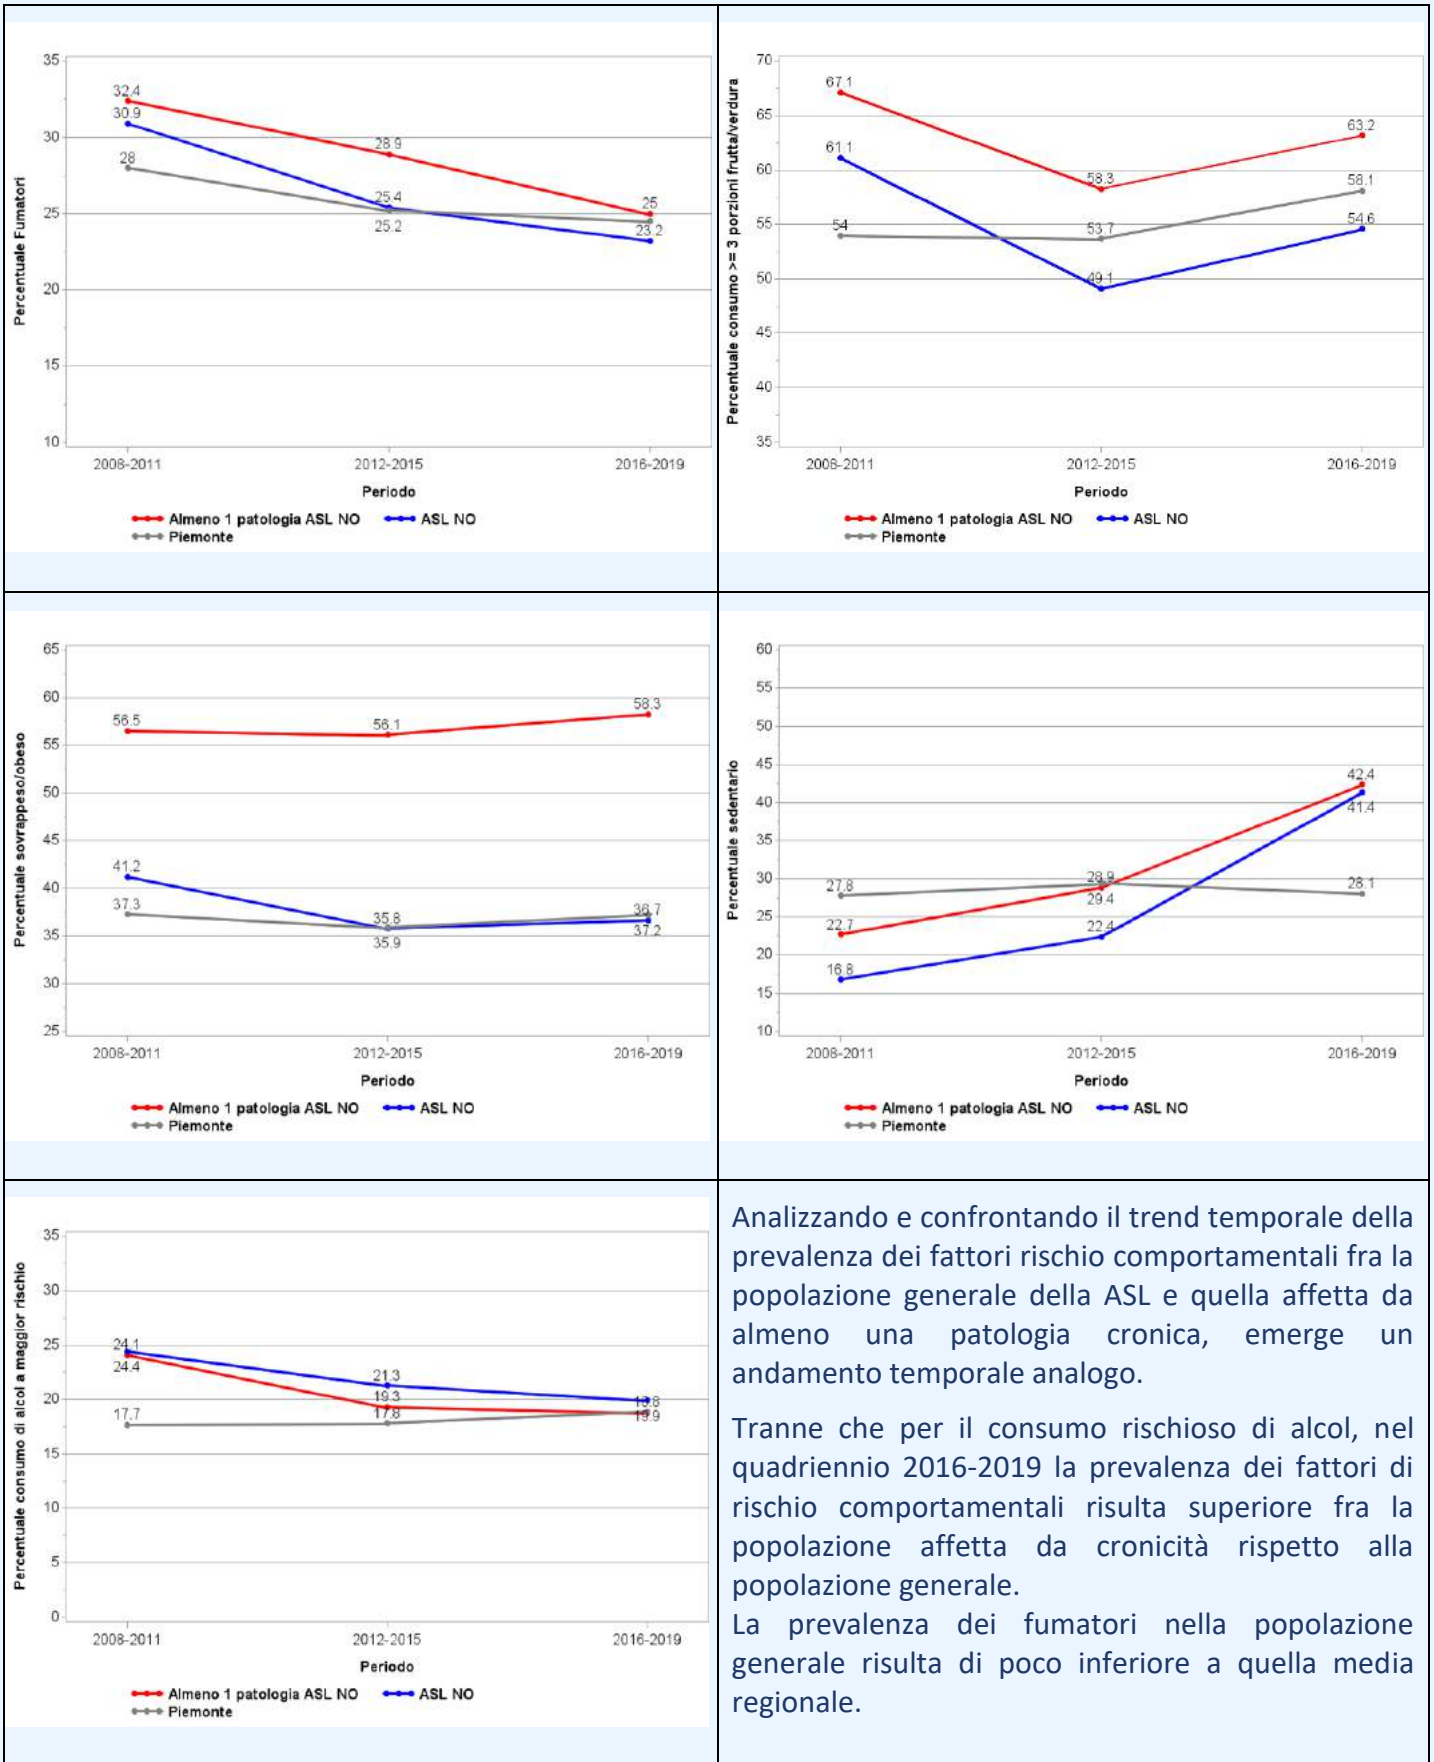 Percentuale Fumatori
35
30
25
20
15
10
32.4
30.9
28
28.9
25.4
25.2
25
23.2
2008-2011 2012-2015 2016-2019
Periodo
Almeno 1 patologia ASL NO ASL NO
Piemonte
Percentuale consumo >= 3 porzioni frutta/verdura
70
65
60
55
50
45
40
35
67.1
61.1
54
58.3
53.7
49.1
63.2
58.1
54.6
2008-2011 2012-2015 2016-2019
Periodo
Almeno 1 patologia ASL NO ASL NO
Piemonte
Percentuale sovrappeso/obeso
65
60
55
50
45
40
35
30
25
56.5
41.2
37.3
56.1
35.8
35.9
58.3
36.7
37.2
2008-2011 2012-2015 2016-2019
Periodo
Almeno 1 patologia ASL NO ASL NO
Piemonte
Percentuale sedentario
60
55
50
45
40
35
30
25
20
15
10
27.8
22.7
16.8
28.9
29.4
22.4
42.4
41.4
28.1
2008-2011 2012-2015 2016-2019
Periodo
Almeno 1 patologia ASL NO ASL NO
Piemonte
Percentuale consumo di alcol a maggior rischio
35
30
25
20
15
10
5
0
24.1
24.4
17.7
21.3
19.3
17.8
2008-2011 2012-2015 2016-2019
Periodo
Almeno 1 patologia ASL NO ASL NO
Piemonte
Analizzando e confrontando il trend temporale della
prevalenza dei fattori rischio comportamentali fra la
popolazione generale della ASL e quella affetta da
almeno una patologia cronica, emerge un
andamento temporale analogo.
Tranne che per il consumo rischioso di alcol, nel
quadriennio 2016-2019 la prevalenza dei fattori di
rischio comportamentali risulta superiore fra la
popolazione affetta da cronicità rispetto alla
popolazione generale.
La prevalenza dei fumatori nella popolazione
generale risulta di poco inferiore a quella media
regionale.